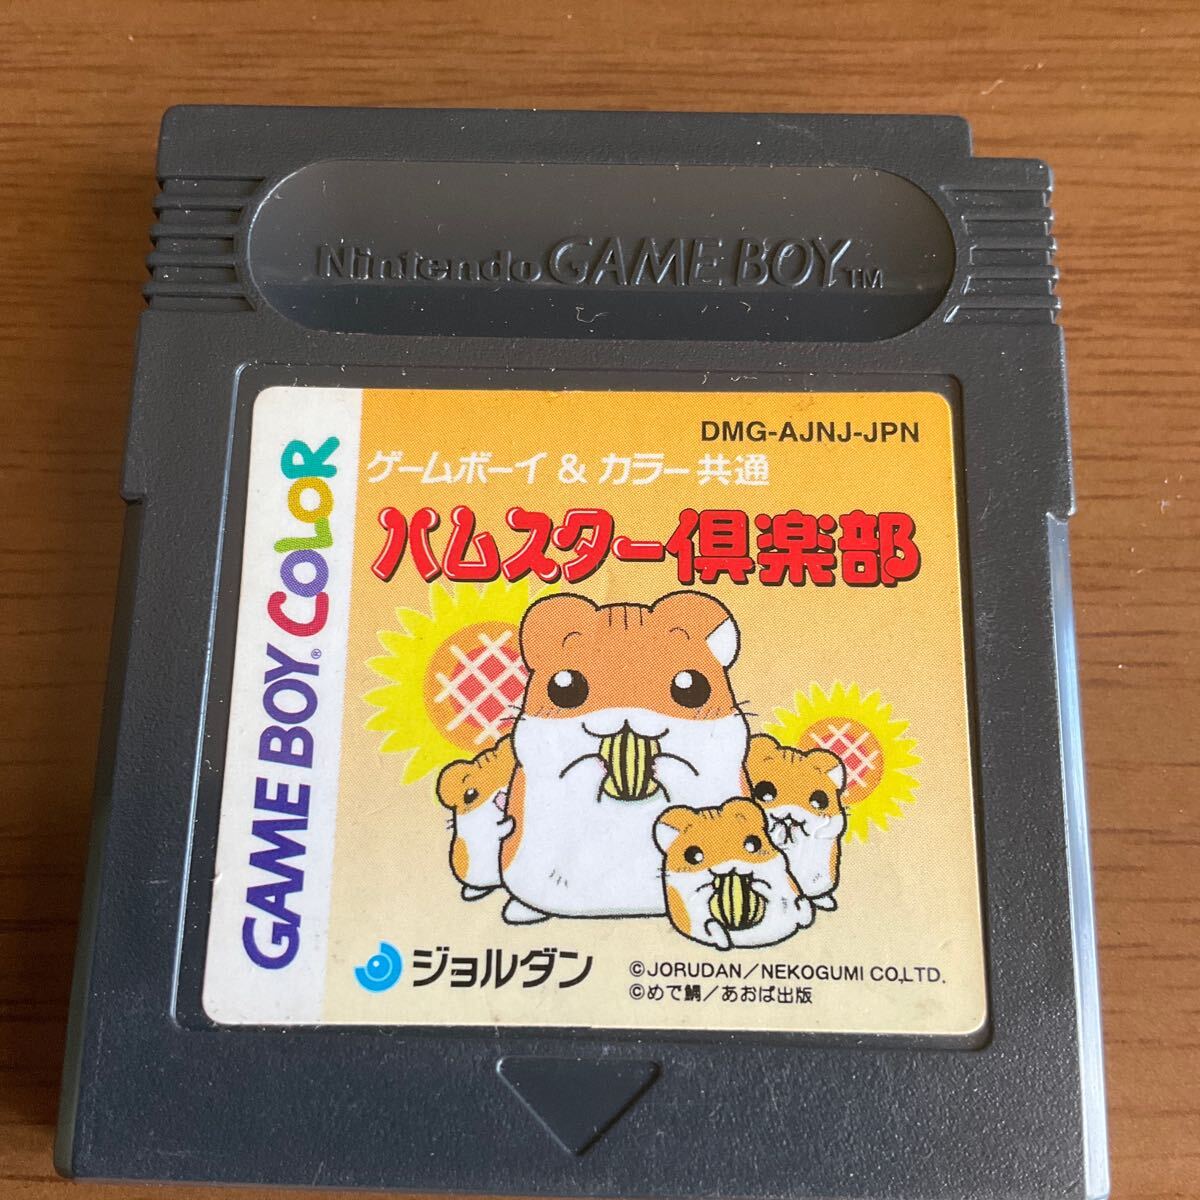 Nintendo GAME BOY TM
DMG-AJNJ-JPN
ゲームボーイ & カラー 共通
ハムスター倶楽部
GAME BOY® COLOR
ジョルダン
©JORUDAN/NEKOGUMI CO,LTD.
©めで鯛/あおば出版